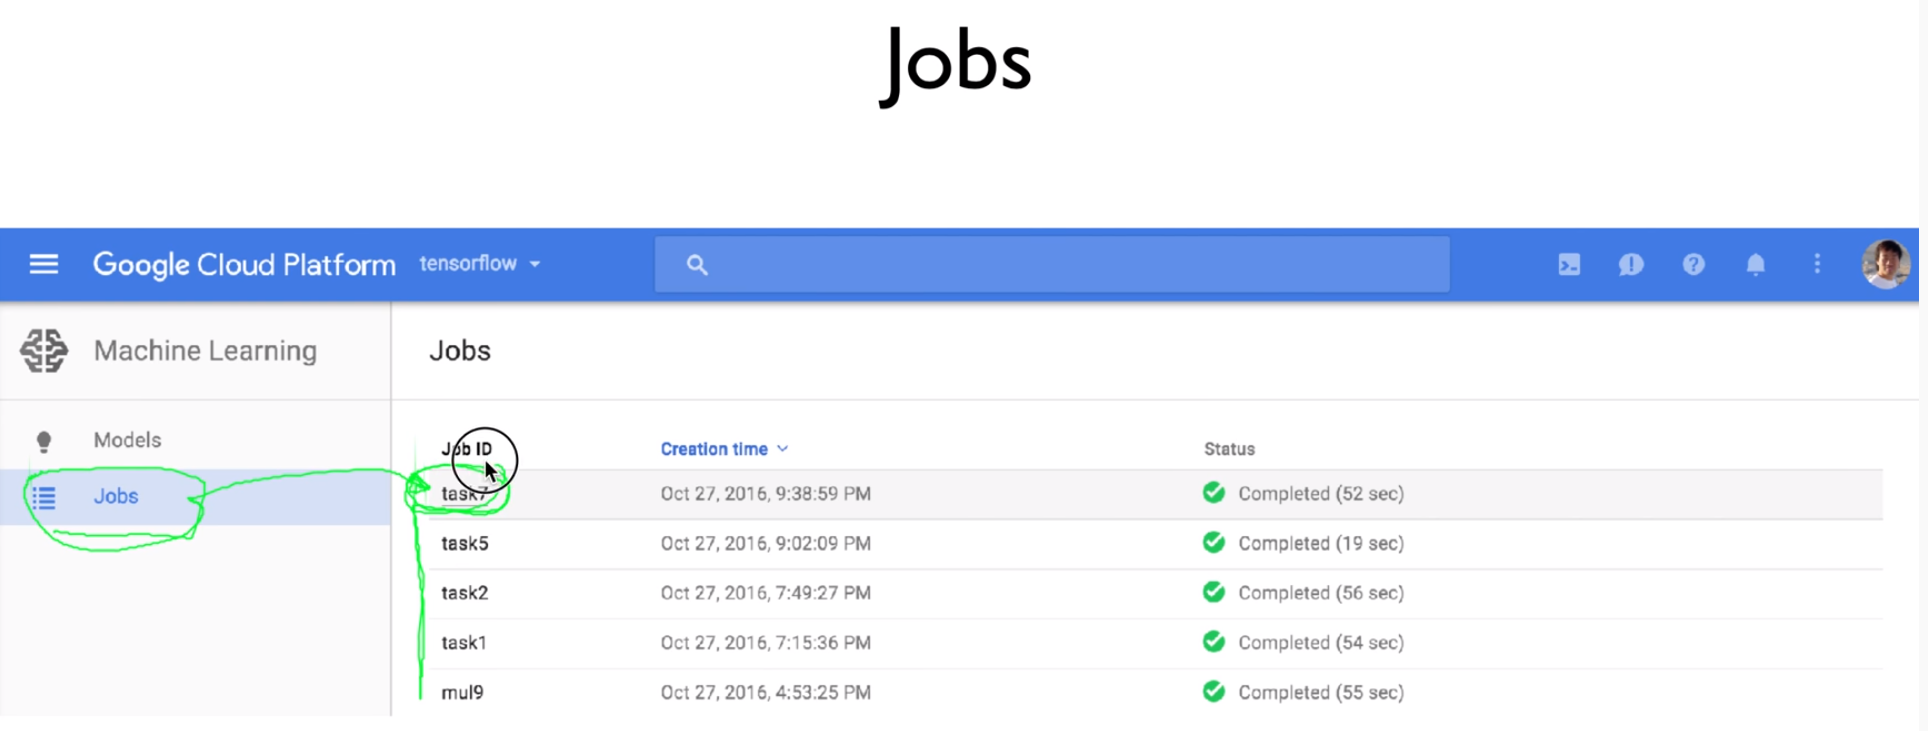 Jobs
Google Cloud Platform tensorflow
Machine Learning
Jobs
Models
Jobs
Job ID Creation time Status
task7 Oct 27, 2016, 9:38:59 PM Completed (52 sec)
task5 Oct 27, 2016, 9:02:09 PM Completed (19 sec)
task2 Oct 27, 2016, 7:49:27 PM Completed (56 sec)
task1 Oct 27, 2016, 7:15:36 PM Completed (54 sec)
mul9 Oct 27, 2016, 4:53:25 PM Completed (55 sec)